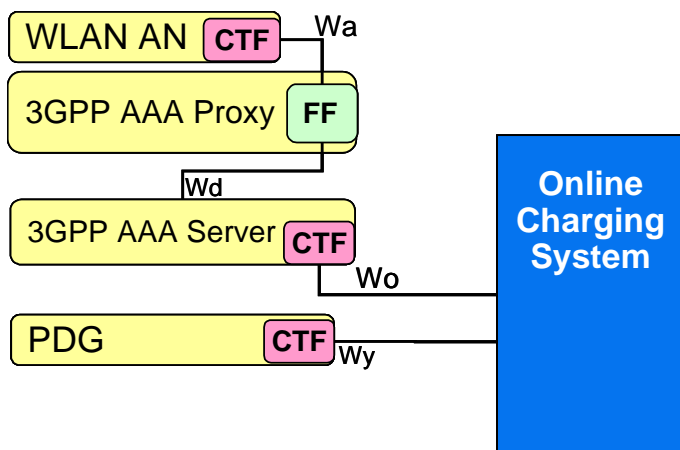 WLAN AN CTF Wa
3GPP AAA Proxy FF
Wd
3GPP AAA Server CTF
Online
Charging
System
Wo
PDG CTF
Wy